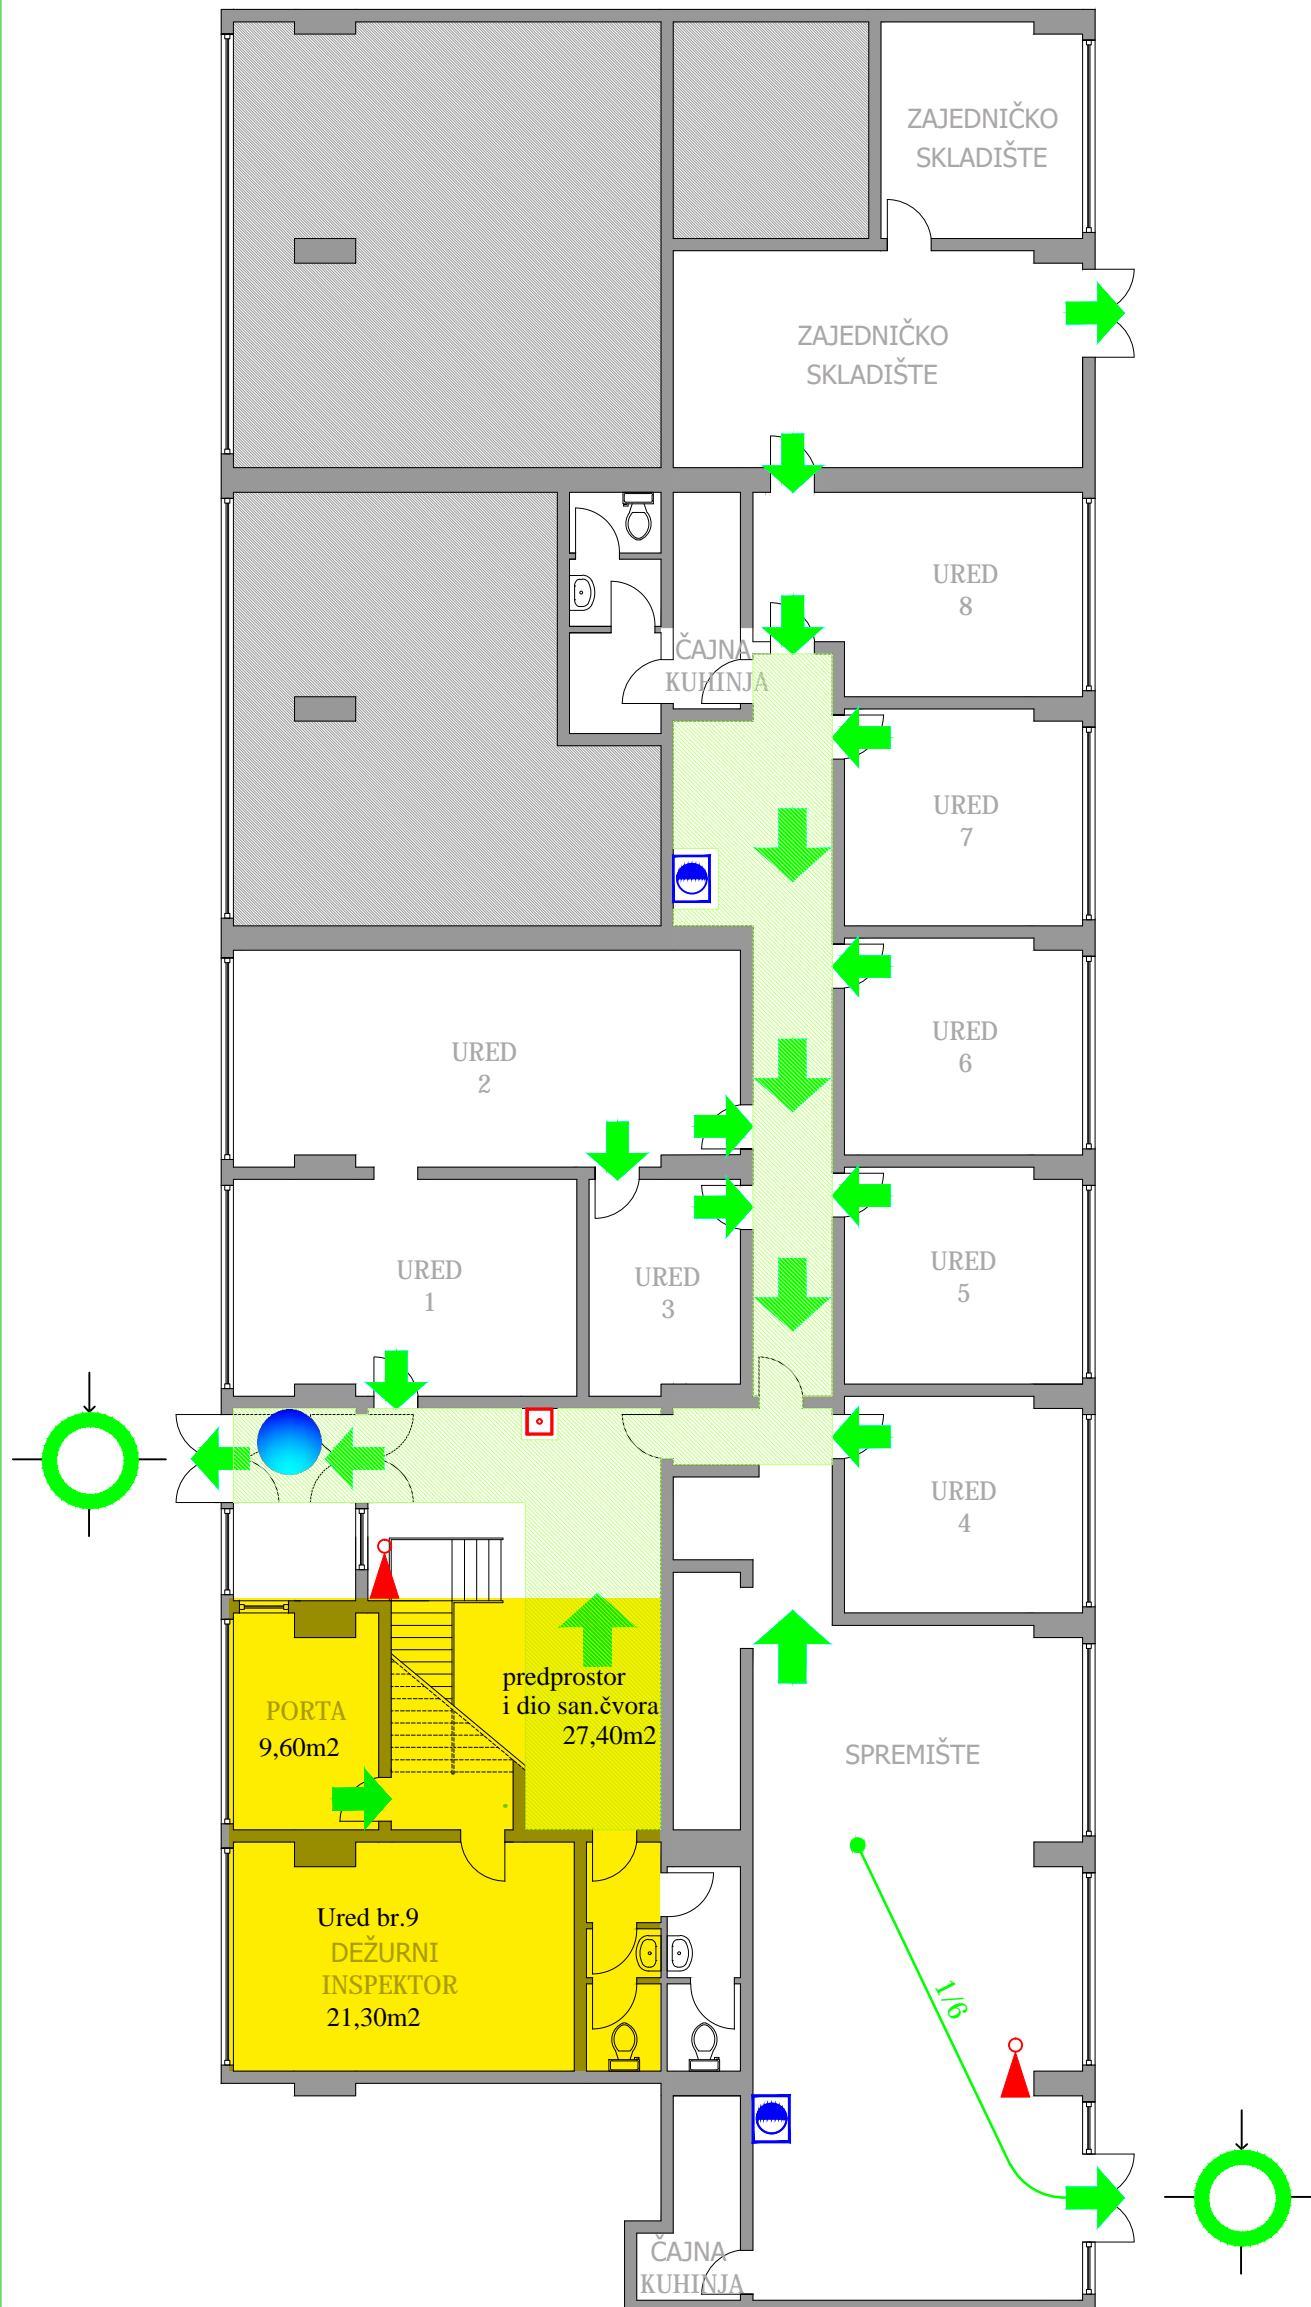 ZAJEDNIČKO
SKLADIŠTE
ZAJEDNIČKO
SKLADIŠTE
URED
8
ČAJNA
KUHINJA
URED
7
URED
6
URED
2
URED
5
URED
1
URED
3
URED
4
predprostor
i dio san.čvora
27,40m2
PORTA
9,60m2
SPREMIŠTE
Ured br.9
DEŽURNI
INSPEKTOR
21,30m2
1/6
ČAJNA
KUHINJA